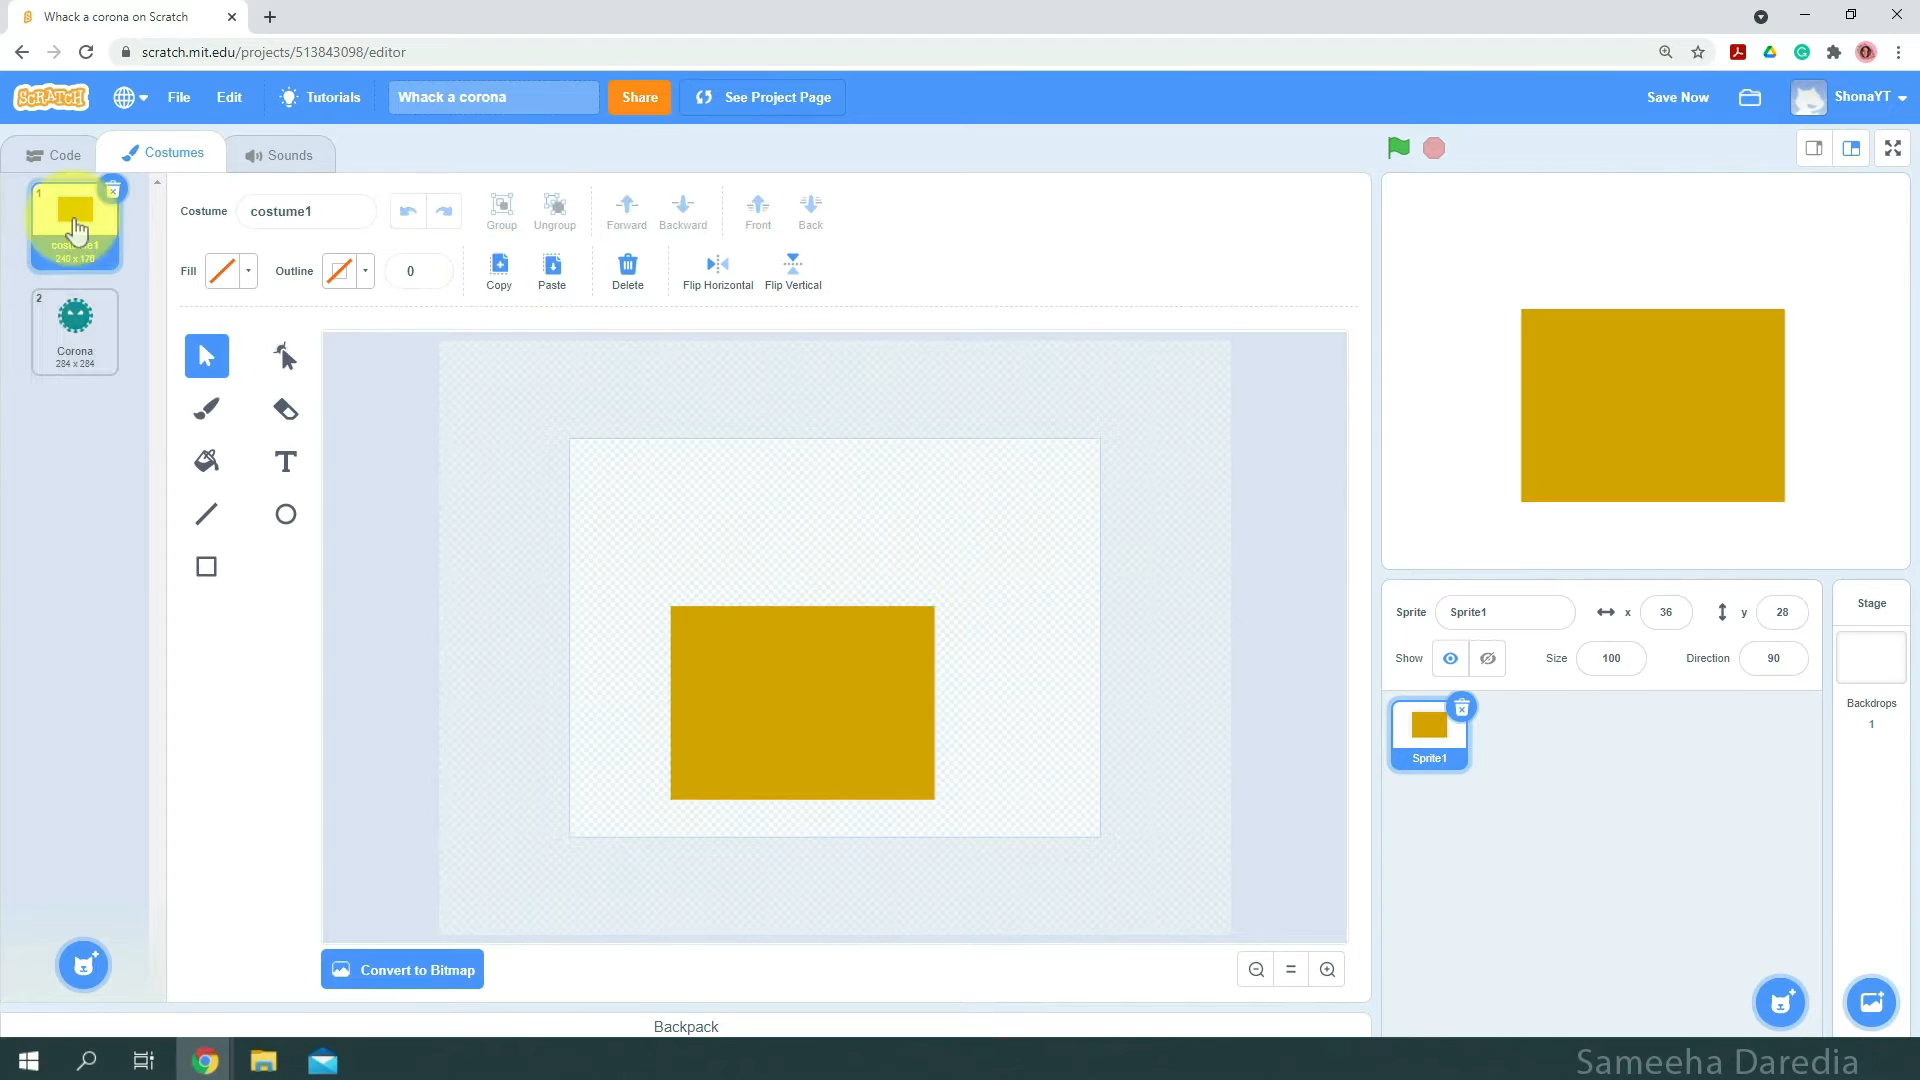 Whack a corona on Scratch
scratch.mit.edu/projects/513843098/editor
SCRATCH File Edit Tutorials Whack a corona Share See Project Page Save Now ShonaYT
Code Costumes Sounds
1
costume1
240 x 176
2
Corona
284 x 284
Costume costume1 Group Ungroup Forward Backward Front Back
Fill Outline 0 Copy Paste Delete Flip Horizontal Flip Vertical
T
Convert to Bitmap
=
Backpack
Sprite Sprite1 x 36 y 28
Show Size 100 Direction 90
Sprite1
Stage
Backdrops
1
Sameeha Daredia